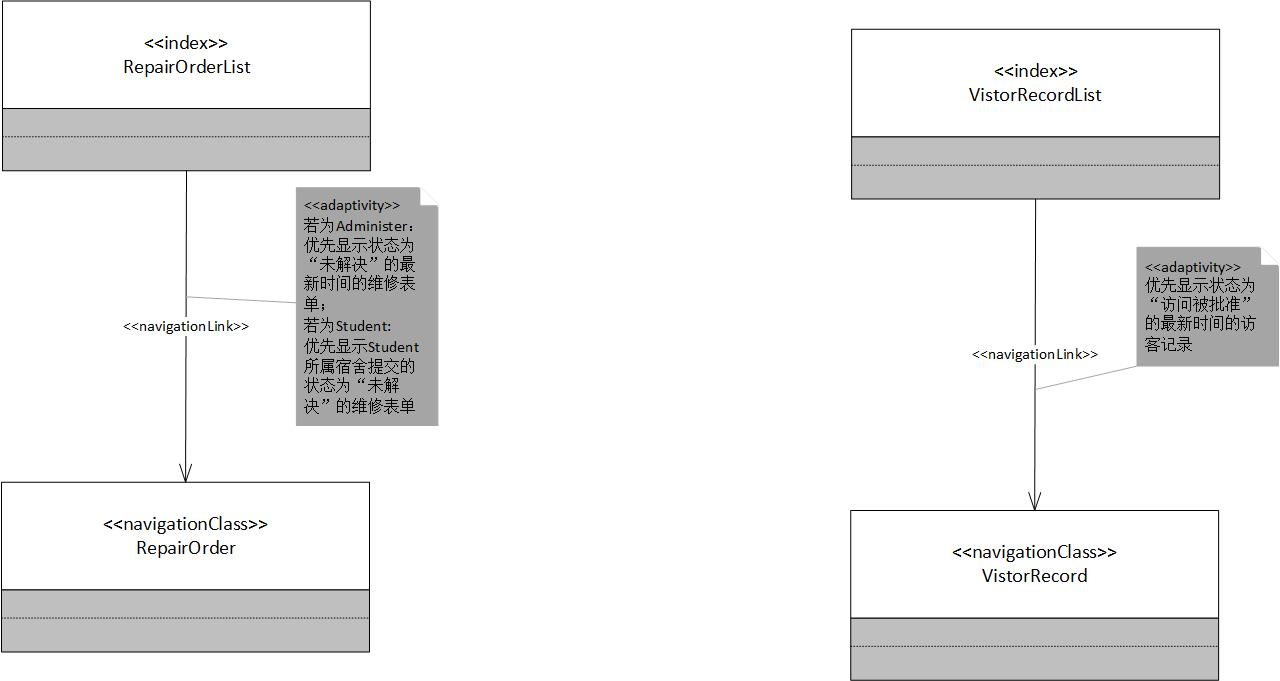 <<index>>
RepairOrderList
<<adaptivity>>
若为Administer：
优先显示状态为
“未解决”的最
新时间的维修表
单；
若为Student:
优先显示Student
所属宿舍提交的
状态为“未解
决”的维修表单
<<navigationLink>>
<<navigationClass>>
RepairOrder
<<index>>
VistorRecordList
<<adaptivity>>
优先显示状态为
“访问被批准”
的最新时间的访
客记录
<<navigationLink>>
<<navigationClass>>
VistorRecord